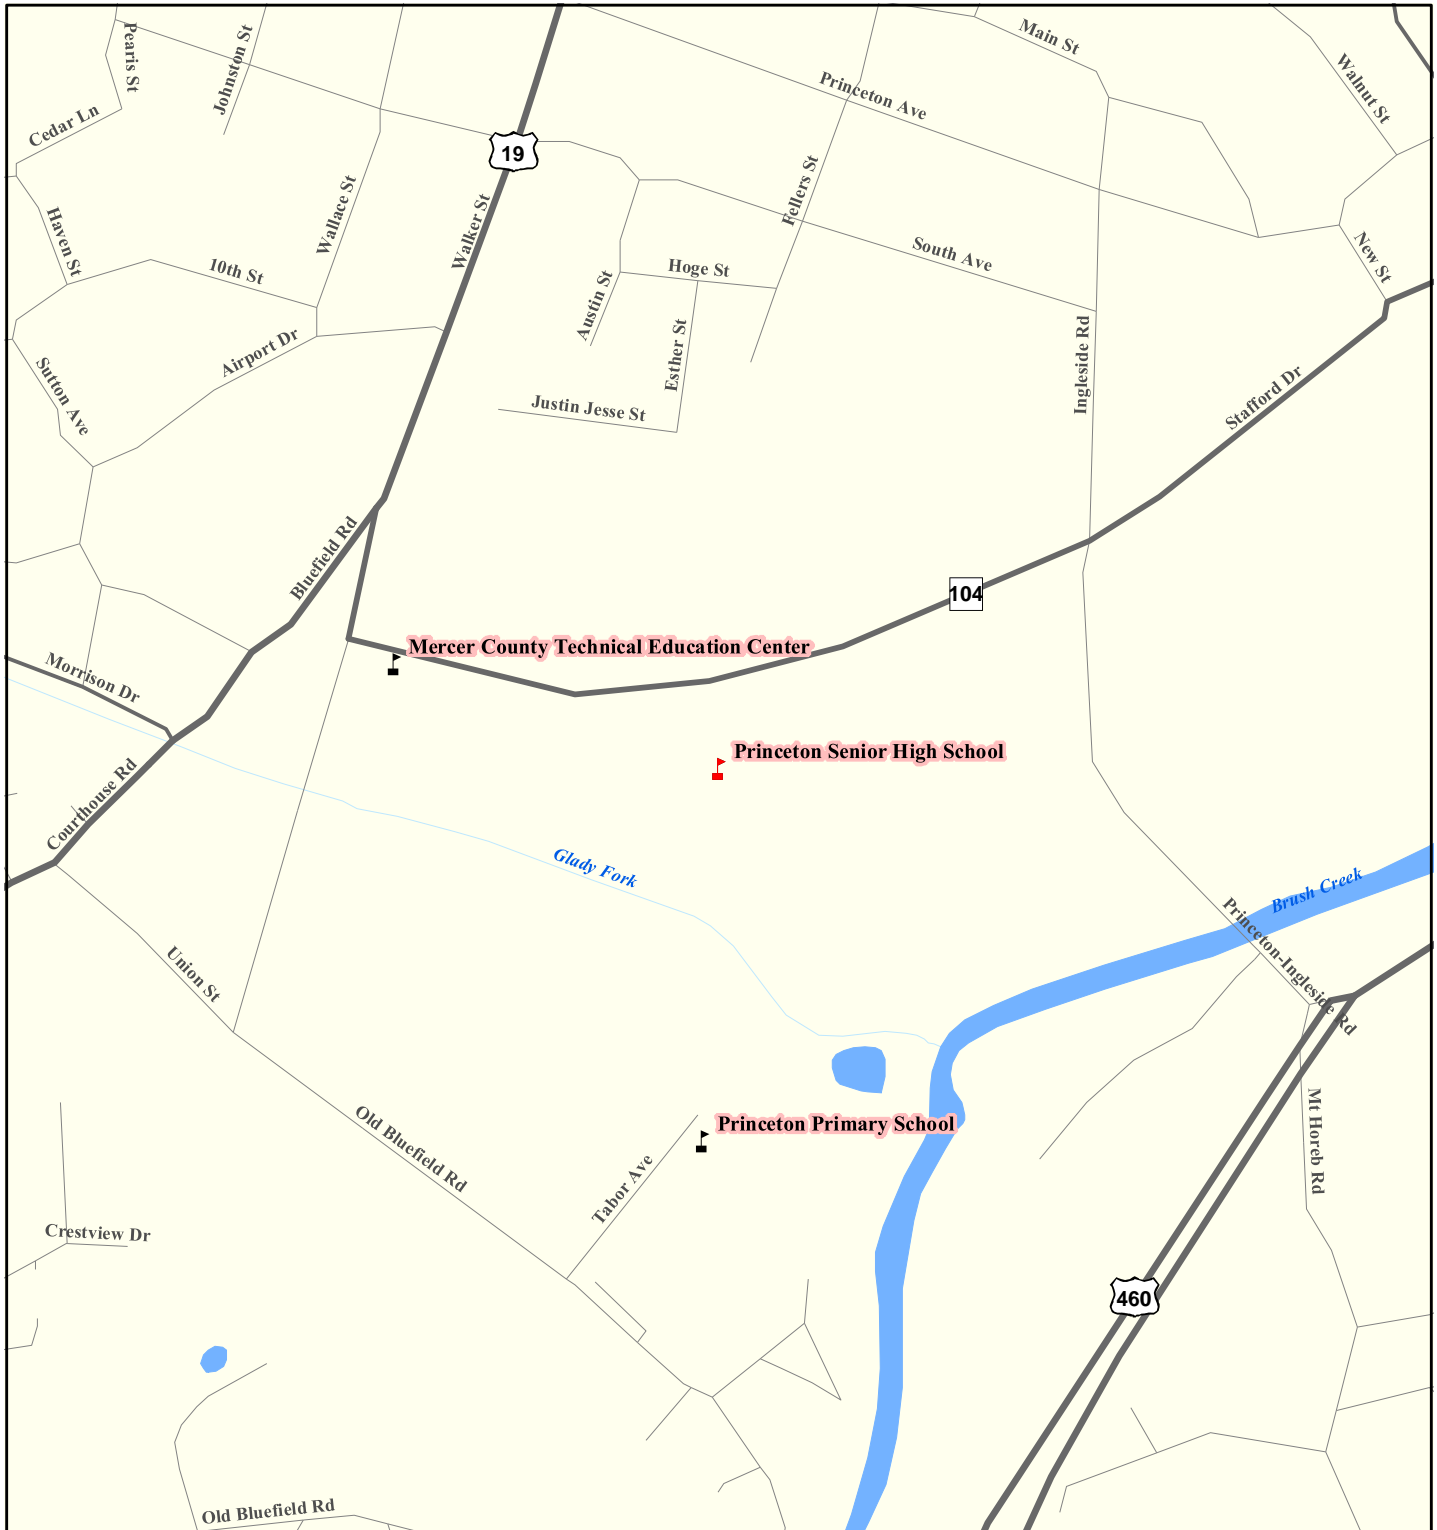 Pearis St
Johnston St
Main St
Walnut St
Cedar Ln
Princeton Ave
19
Wallace St
Walker St
Fellers St
Haven St
10th St
Hoge St
South Ave
New St
Austin St
Airport Dr
Esther St
Ingleside Rd
Sutton Ave
Justin Jesse St
Stafford Dr
Bluefield Rd
104
Mercer County Technical Education Center
Morrison Dr
Princeton Senior High School
Courthouse Rd
Glady Fork
Brush Creek
Union St
Princeton-Ingleside Rd
Princeton Primary School
Old Bluefield Rd
Mt Horeb Rd
Tabor Ave
Crestview Dr
460
Old Bluefield Rd